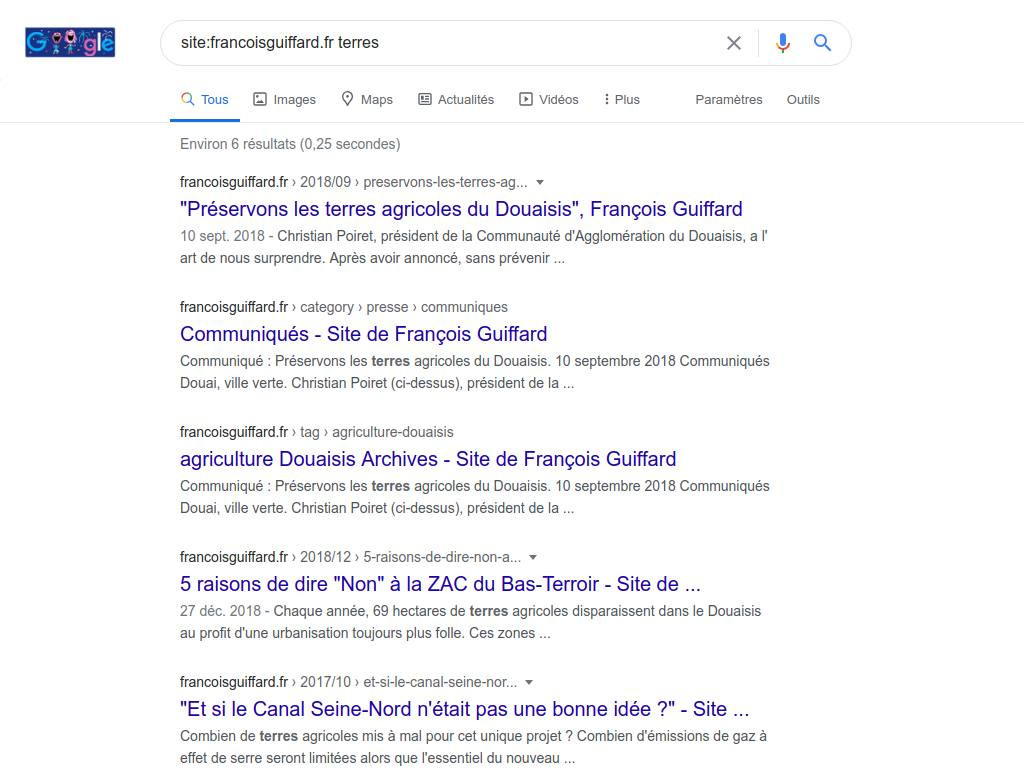 Google
site:francoisguiffard.fr terres
Tous Images Maps Actualités Vidéos Plus Paramètres Outils
Environ 6 résultats (0,25 secondes)
francoisguiffard.fr › 2018/09 › preservons-les-terres-ag...
"Préservons les terres agricoles du Douaisis", François Guiffard
10 sept. 2018 - Christian Poiret, président de la Communauté d'Agglomération du Douaisis, a l'
art de nous surprendre. Après avoir annoncé, sans prévenir ...
francoisguiffard.fr › category › presse › communiques
Communiqués - Site de François Guiffard
Communiqué : Préservons les terres agricoles du Douaisis. 10 septembre 2018 Communiqués
Douai, ville verte. Christian Poiret (ci-dessus), président de la ...
francoisguiffard.fr › tag › agriculture-douaisis
agriculture Douaisis Archives - Site de François Guiffard
Communiqué : Préservons les terres agricoles du Douaisis. 10 septembre 2018 Communiqués
Douai, ville verte. Christian Poiret (ci-dessus), président de la ...
francoisguiffard.fr › 2018/12 › 5-raisons-de-dire-non-a...
5 raisons de dire "Non" à la ZAC du Bas-Terroir - Site de ...
27 déc. 2018 - Chaque année, 69 hectares de terres agricoles disparaissent dans le Douaisis
au profit d'une urbanisation toujours plus folle. Ces zones ...
francoisguiffard.fr › 2017/10 › et-si-le-canal-seine-nor...
"Et si le Canal Seine-Nord n'était pas une bonne idée ?" - Site ...
Combien de terres agricoles mis à mal pour cet unique projet ? Combien d'émissions de gaz à
effet de serre seront limitées alors que l'essentiel du nouveau ...